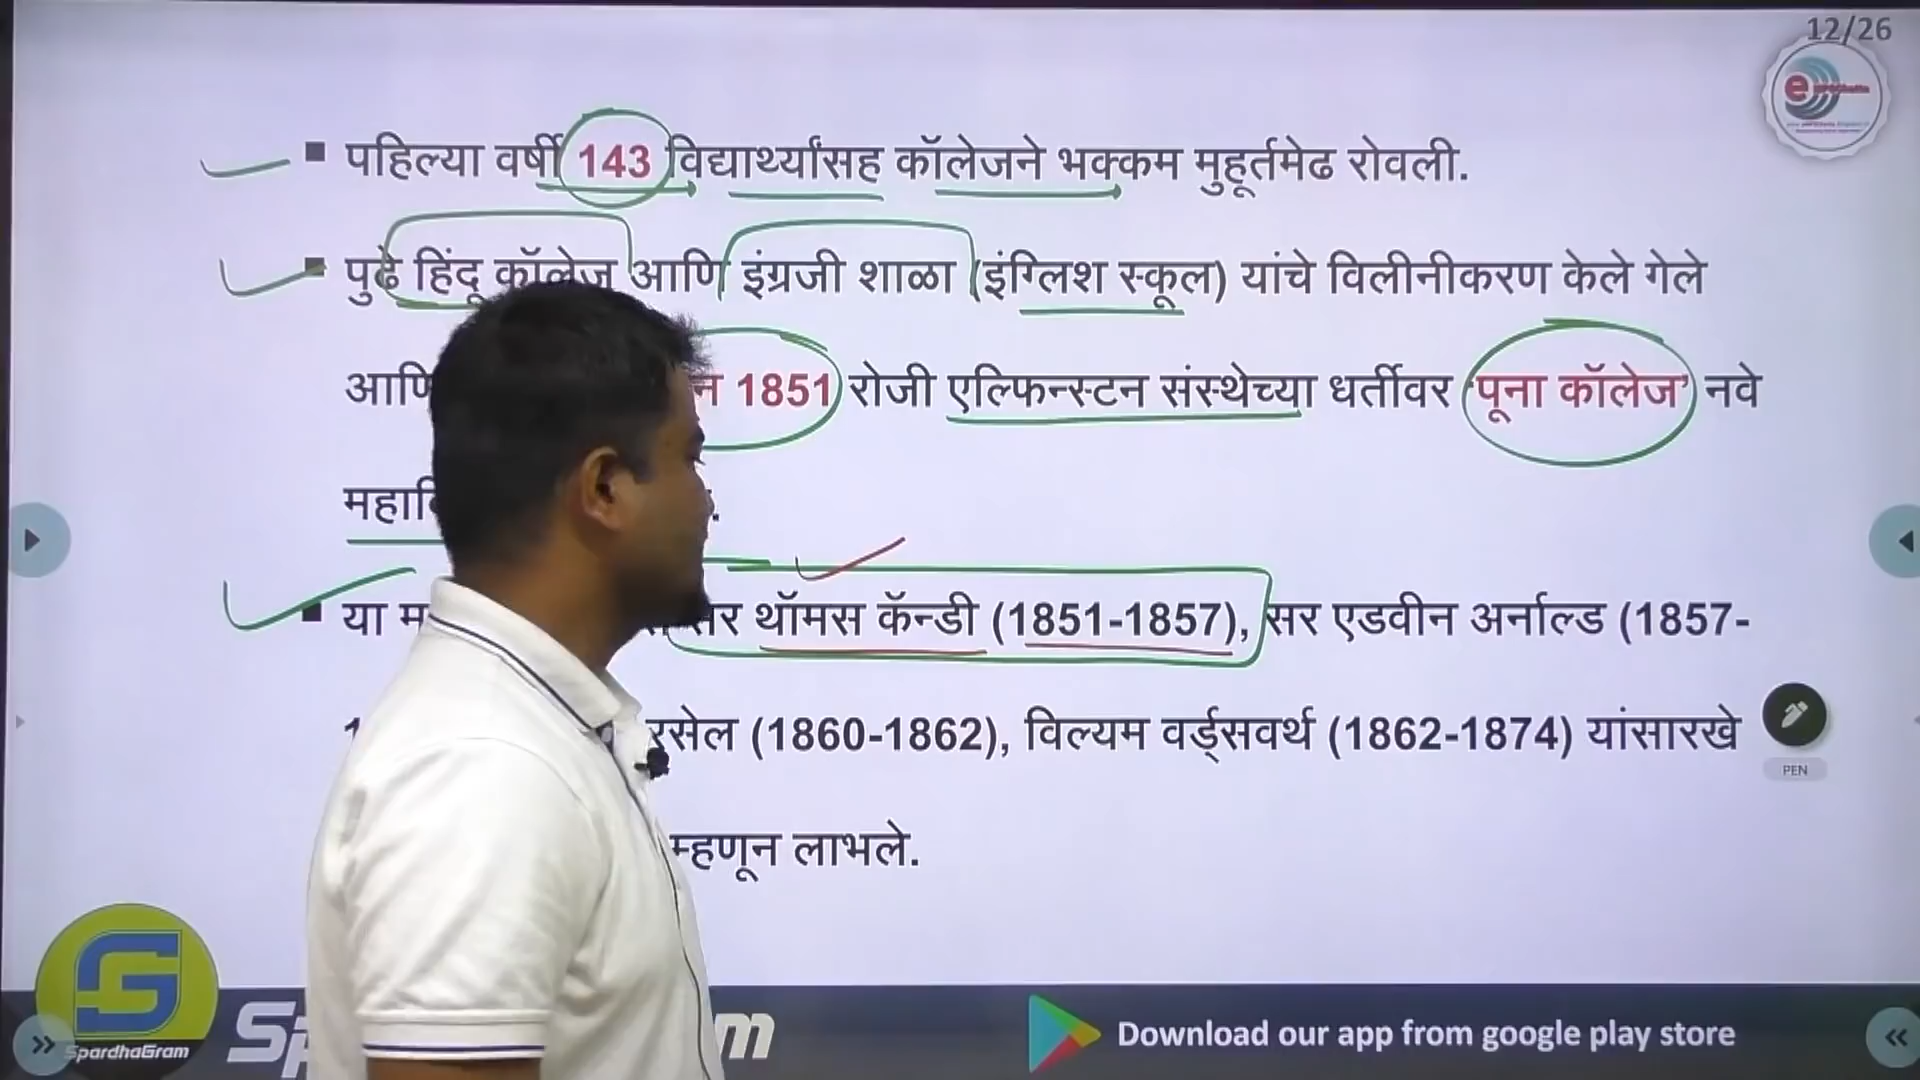 12/26
पहिल्या वर्षी 143 विद्यार्थ्यांसह कॉलेजने भक्कम मुहूर्तमेढ रोवली.
पुढे हिंदू कॉलेज आणि इंग्रजी शाळा (इंग्लिश स्कूल) यांचे विलीनीकरण केले गेले
1851 रोजी एल्फिन्स्टन संस्थेच्या धर्तीवर 'पूना कॉलेज' नवे
या सर थॉमस कॅन्डी (1851-1857), सर एडवीन अर्नाल्ड (1857-
रसेल (1860-1862), विल्यम वर्ड्सवर्थ (1862-1874) यांसारखे
म्हणून लाभले.
PEN
SpardhaGram
Download our app from google play store